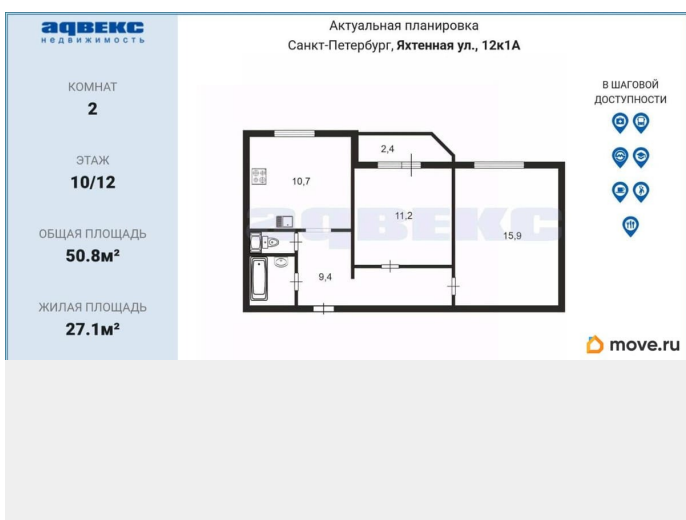 адвекс
недвижимость
КОМНАТ
2
ЭТАЖ
10/12
ОБЩАЯ ПЛОЩАДЬ
50.8м²
ЖИЛАЯ ПЛОЩАДЬ
27.1м²
Актуальная планировка
Санкт-Петербург, Яхтенная ул., 12к1А
2,4
10,7
11,2
адвекс
15,9
9,4
В ШАГОВОЙ
ДОСТУПНОСТИ
move.ru